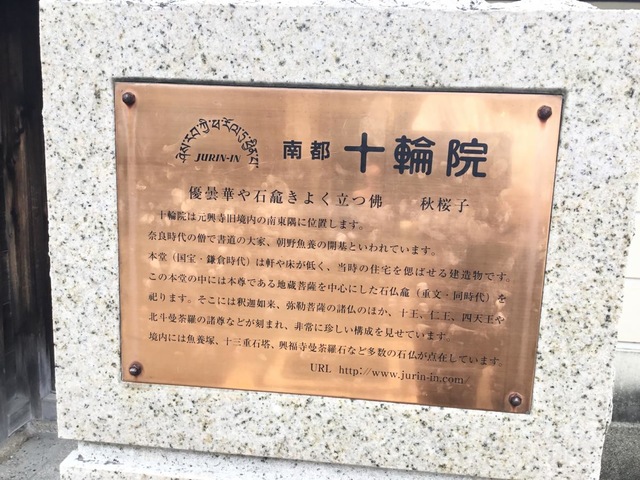 JURIN-IN
南都 十輪院
優曇華や石龕きよく立つ佛 秋桜子
十輪院は元興寺旧境内の南東隅に位置します。
奈良時代の僧で書道の大家、朝野魚養の開基といわれています。
本堂（国宝・鎌倉時代）は軒や床が低く、当時の住宅を偲ばせる建造物です。
この本堂の中には本尊である地蔵菩薩を中心にした石仏龕（重文・同時代）を
祀ります。そこには釈迦如来、弥勒菩薩の諸仏のほか、十王、仁王、四天王や
北斗曼荼羅の諸尊などが刻まれ、非常に珍しい構成を見せています。
境内には魚養塚、十三重石塔、興福寺曼荼羅石など多数の石仏が点在しています。
URL http://www.jurin-in.com/